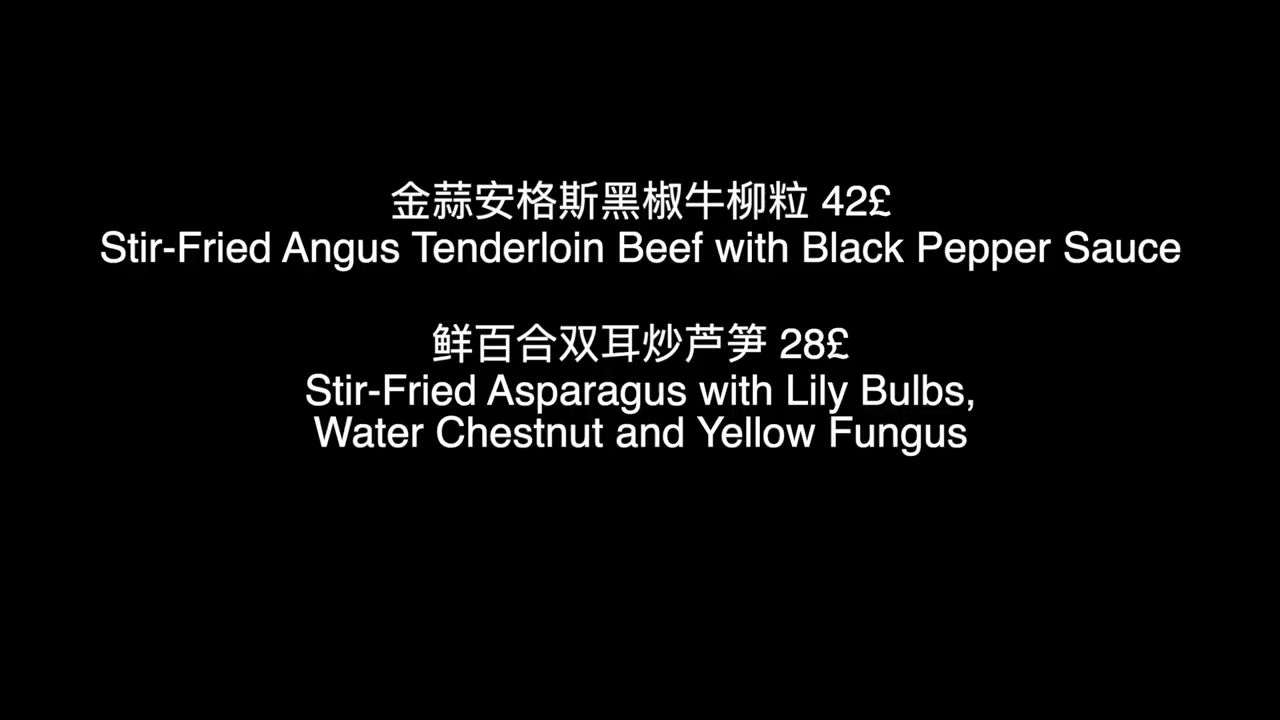 金蒜安格斯黑椒牛柳粒 42£
Stir-Fried Angus Tenderloin Beef with Black Pepper Sauce
鲜百合双耳炒芦笋 28£
Stir-Fried Asparagus with Lily Bulbs,
Water Chestnut and Yellow Fungus